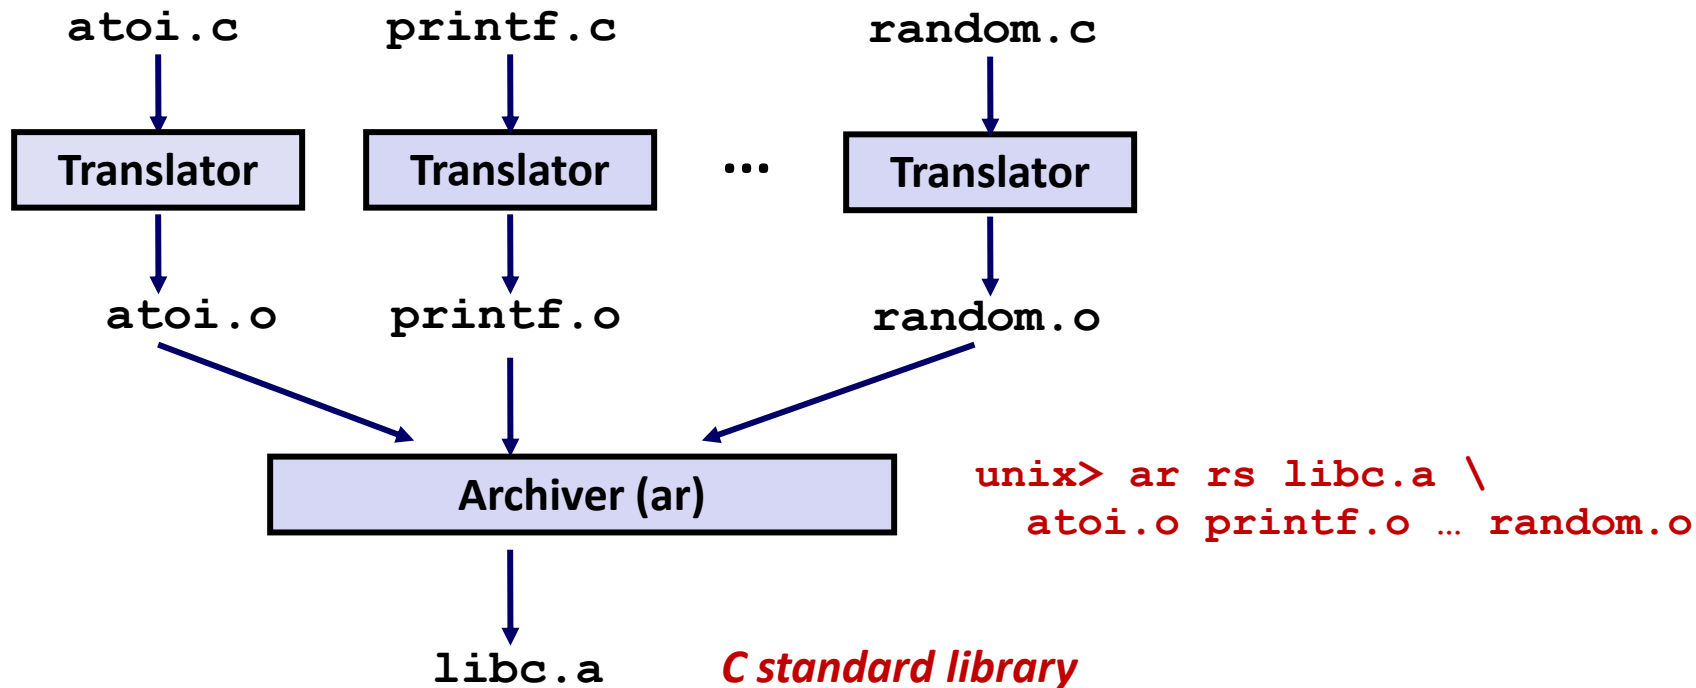 atoi.c printf.c random.c
Translator Translator ... Translator
atoi.o printf.o random.o
Archiver (ar)
unix> ar rs libc.a \
atoi.o printf.o … random.o
libc.a C standard library